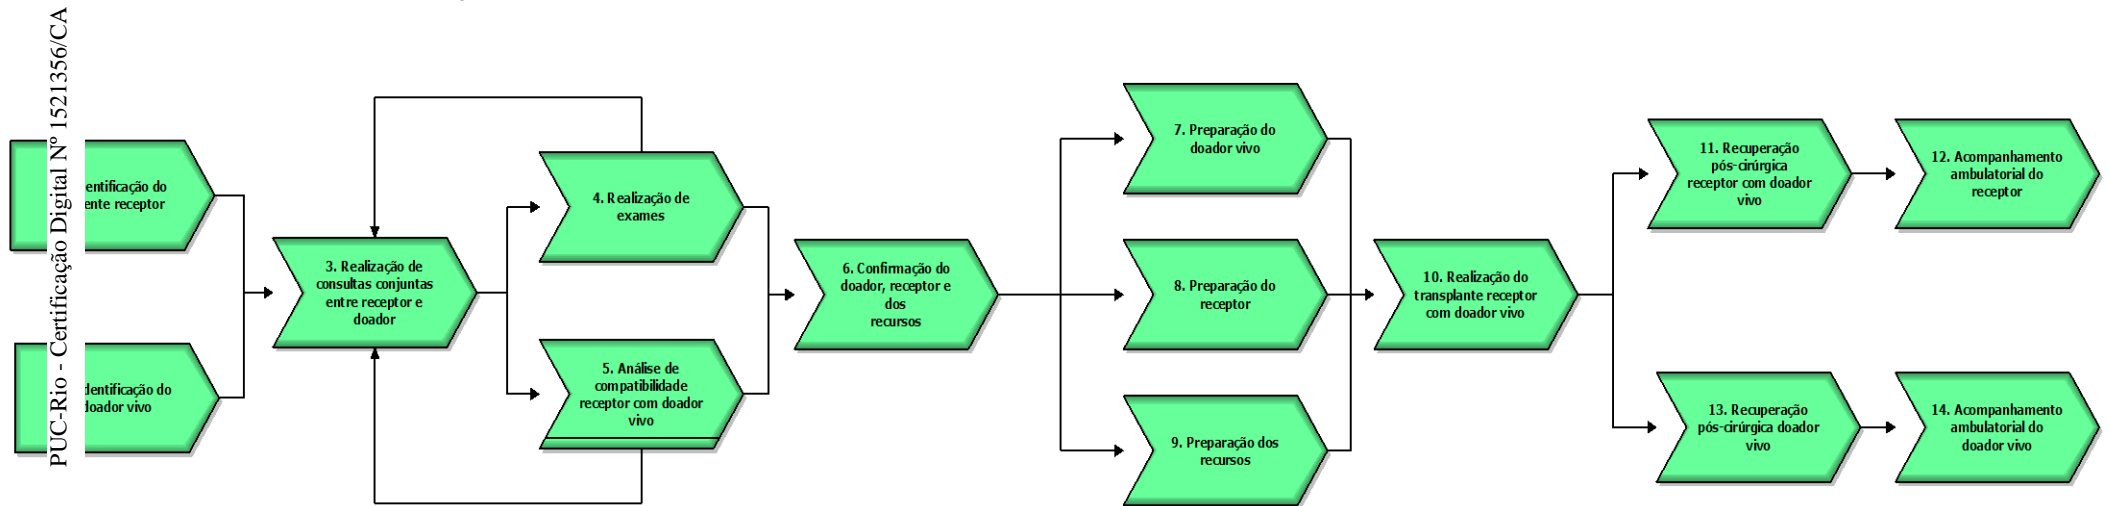 PUC-Rio - Certificação Digital Nº 1521356/CA
entificação do
ente receptor
dentificação do
doador vivo
3. Realização de
consultas conjuntas
entre receptor e
doador
4. Realização de
exames
5. Análise de
compatibilidade
receptor com doador
vivo
6. Confirmação do
doador, receptor e
dos
recursos
7. Preparação do
doador vivo
8. Preparação do
receptor
9. Preparação dos
recursos
10. Realização do
transplante receptor
com doador vivo
11. Recuperação
pós-cirúrgica
receptor com doador
vivo
12. Acompanhamento
ambulatorial do
receptor
13. Recuperação
pós-cirúrgica doador
vivo
14. Acompanhamento
ambulatorial do
doador vivo